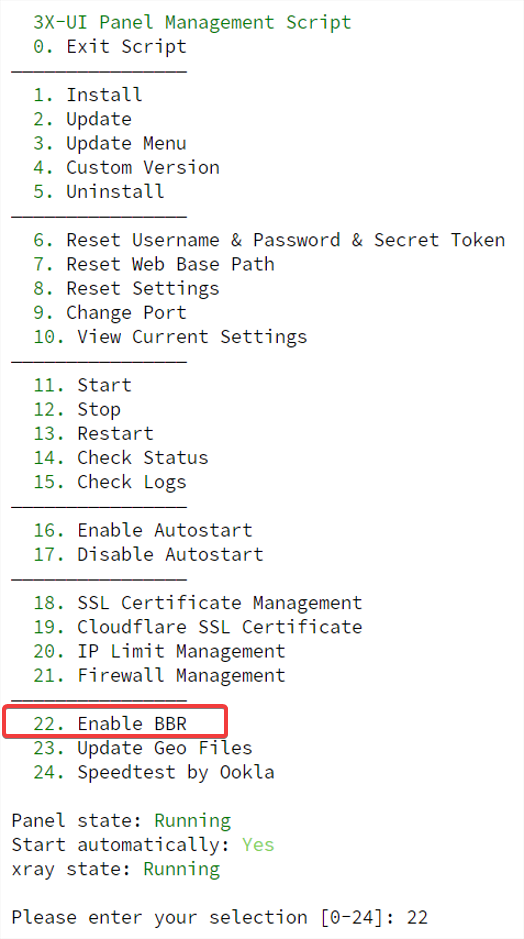 3X-UI Panel Management Script
0. Exit Script
————————————————
1. Install
2. Update
3. Update Menu
4. Custom Version
5. Uninstall
————————————————
6. Reset Username & Password & Secret Token
7. Reset Web Base Path
8. Reset Settings
9. Change Port
10. View Current Settings
————————————————
11. Start
12. Stop
13. Restart
14. Check Status
15. Check Logs
————————————————
16. Enable Autostart
17. Disable Autostart
————————————————
18. SSL Certificate Management
19. Cloudflare SSL Certificate
20. IP Limit Management
21. Firewall Management
————————————————
22. Enable BBR
23. Update Geo Files
24. Speedtest by Ookla
Panel state: Running
Start automatically: Yes
xray state: Running
Please enter your selection [0-24]: 22